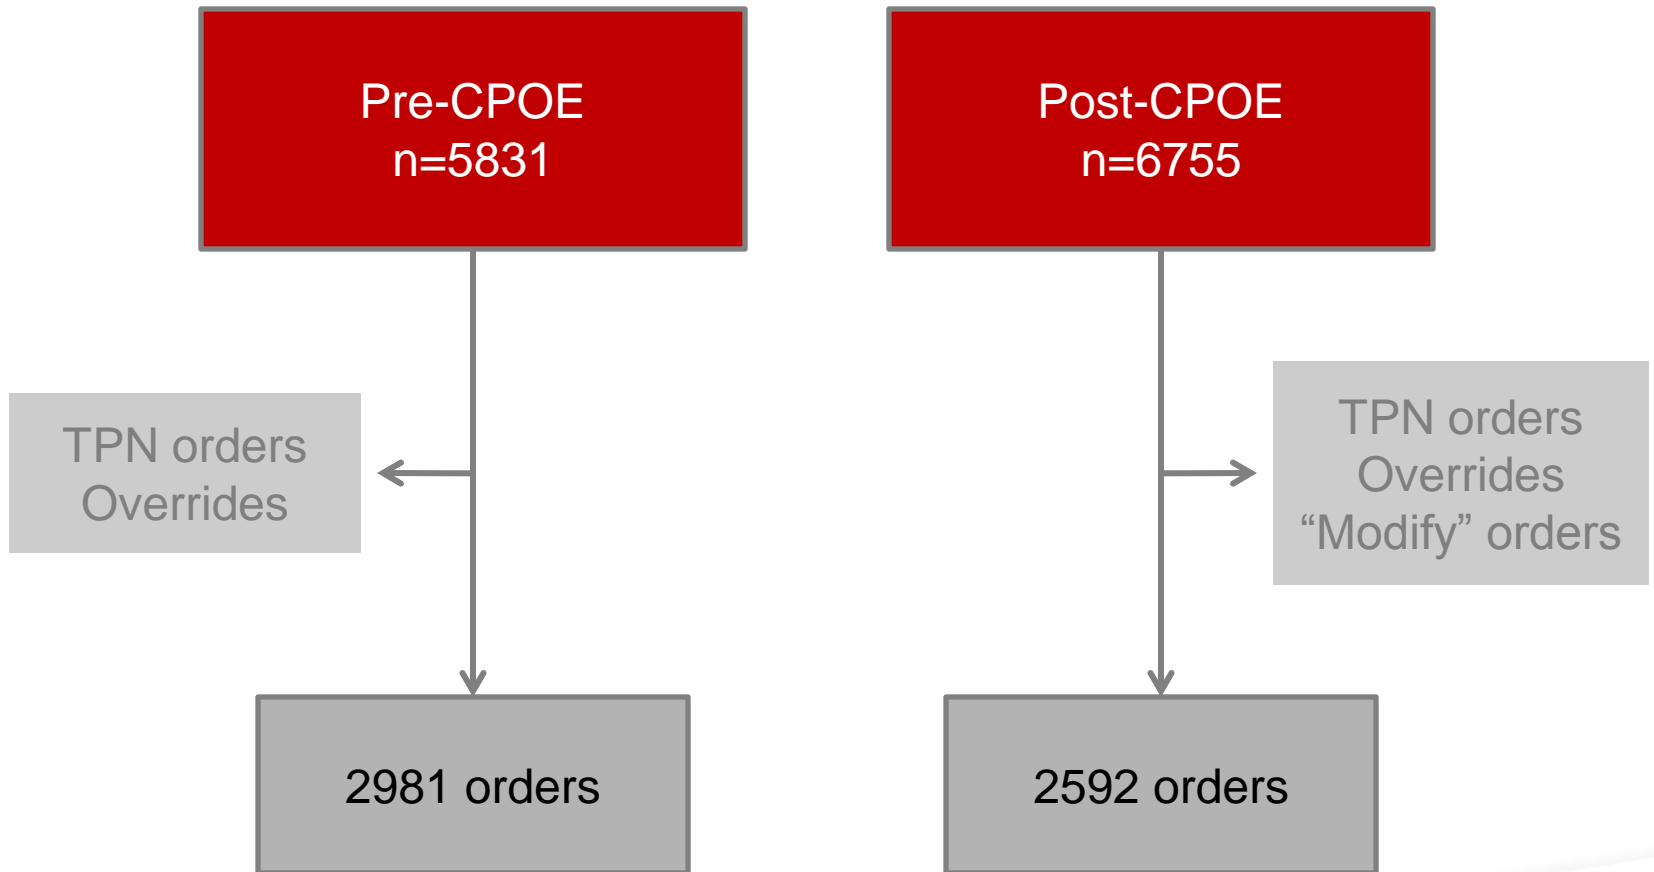 Pre-CPOE
n=5831
Post-CPOE
n=6755
TPN orders
Overrides
TPN orders
Overrides
“Modify” orders
2981 orders
2592 orders